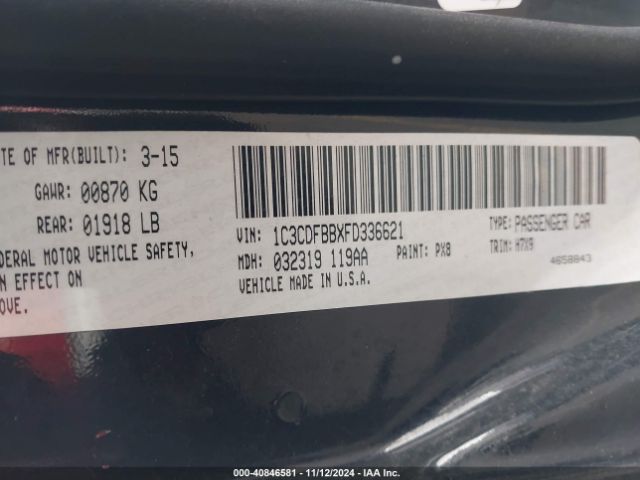 TE OF MFR(BUILT): 3-15
GAWR: 00870 KG
REAR: 01918 LB
DERAL MOTOR VEHICLE SAFETY,
N EFFECT ON
OVE.
VIN: 1C3CDFBBXFD336621
TYPE: PASSENGER CAR
MDH: 032319 119AA
PAINT: PX8
TRIM: H7X9
VEHICLE MADE IN U.S.A.
4658843
000-40846581 - 11/12/2024 - IAA Inc.